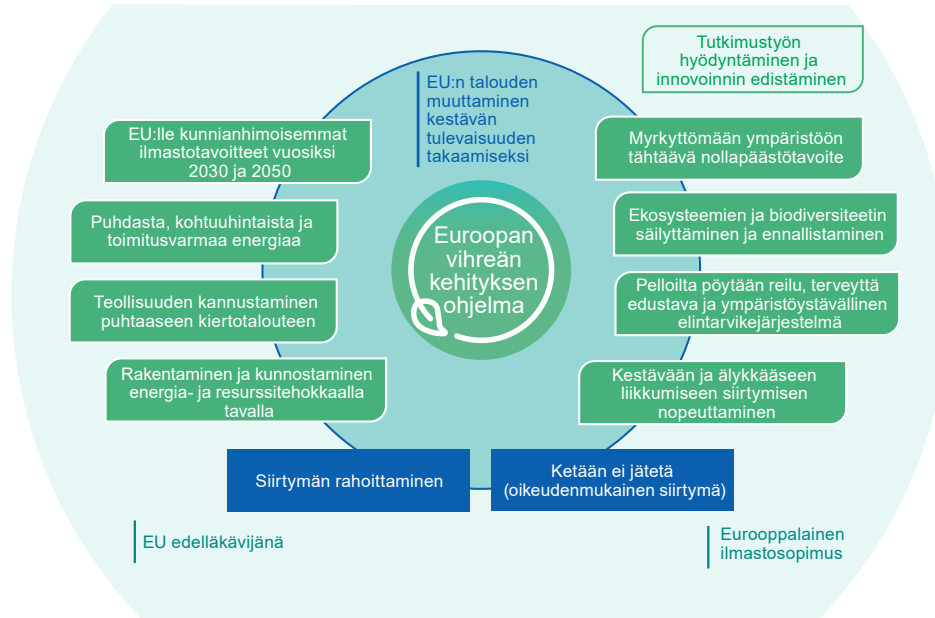 Tutkimustyön
hyödyntäminen ja
innovoinnin edistäminen
EU:n talouden
muuttaminen
kestävän
tulevaisuuden
takaamiseksi
EU:lle kunnianhimoisemmat
ilmastotavoitteet vuosiksi
2030 ja 2050
Myrkyttömään ympäristöön
tähtäävä nollapäästötavoite
Puhdasta, kohtuuhintaista ja
toimitusvarmaa energiaa
Ekosysteemien ja biodiversiteetin
säilyttäminen ja ennallistaminen
Euroopan
vihreän
kehityksen
ohjelma
Teollisuuden kannustaminen
puhtaaseen kiertotalouteen
Pelloilta pöytään reilu, terveyttä
edustava ja ympäristöystävällinen
elintarvikejärjestelmä
Rakentaminen ja kunnostaminen
energia- ja resurssitehokkaalla
tavalla
Kestävään ja älykkääseen
liikkumiseen siirtymisen
nopeuttaminen
Siirtymän rahoittaminen
Ketään ei jätetä
(oikeudenmukainen siirtymä)
EU edelläkävijänä
Eurooppalainen
ilmastosopimus